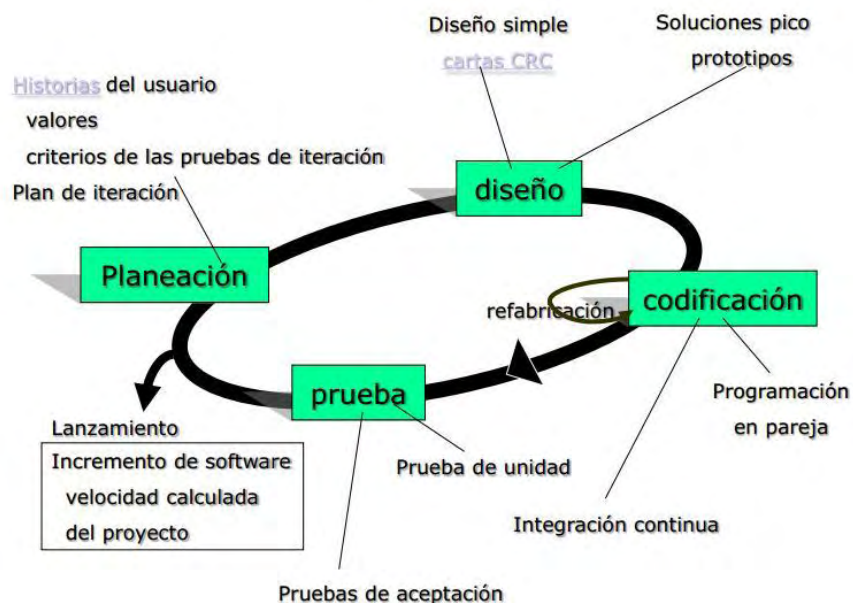 Diseño simple
cartas CRC
Soluciones pico
prototipos
Historias del usuario
valores
criterios de las pruebas de iteración
Plan de iteración
diseño
Planeación
codificación
refabricación
prueba
Programación
en pareja
Lanzamiento
Incremento de software
velocidad calculada
del proyecto
Prueba de unidad
Integración continua
Pruebas de aceptación